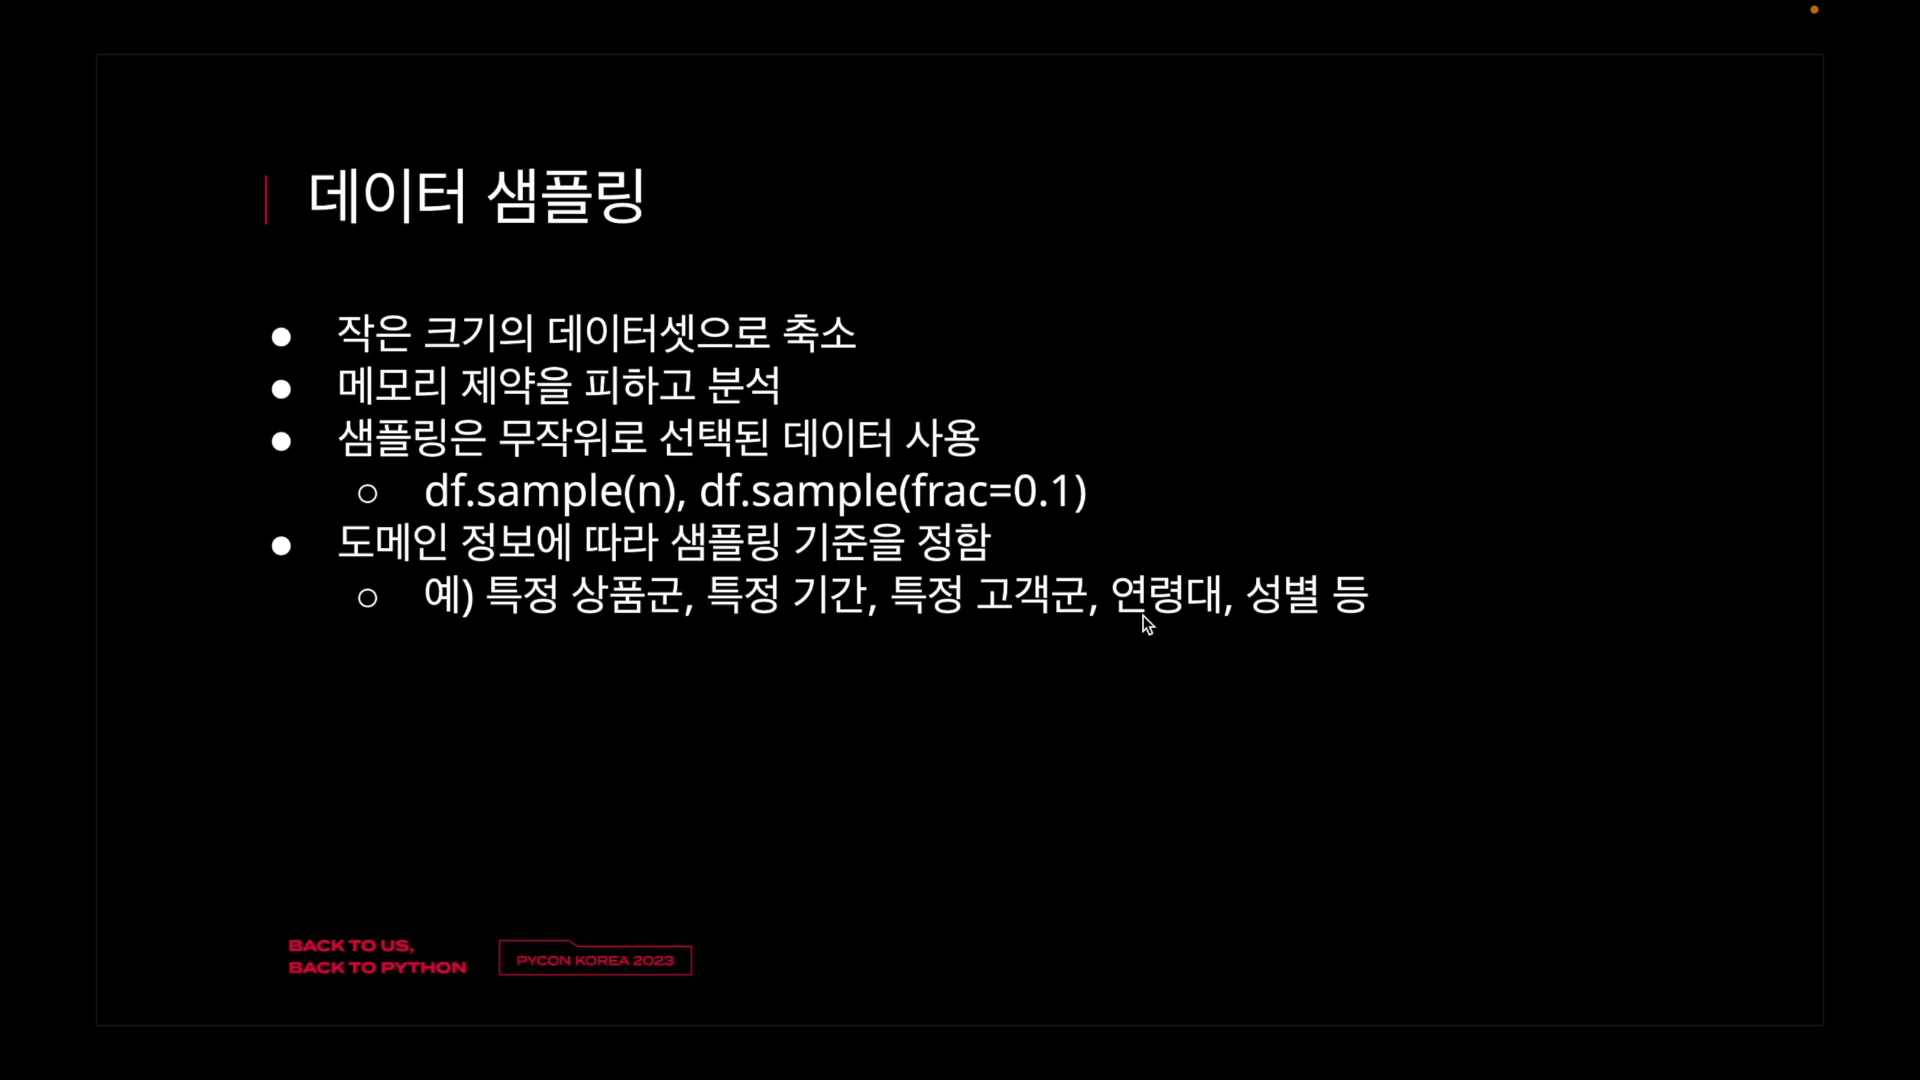 데이터 샘플링
● 작은 크기의 데이터셋으로 축소
● 메모리 제약을 피하고 분석
● 샘플링은 무작위로 선택된 데이터 사용
○ df.sample(n), df.sample(frac=0.1)
● 도메인 정보에 따라 샘플링 기준을 정함
○ 예) 특정 상품군, 특정 기간, 특정 고객군, 연령대, 성별 등
BACK TO US,
BACK TO PYTHON
PYCON KOREA 2023